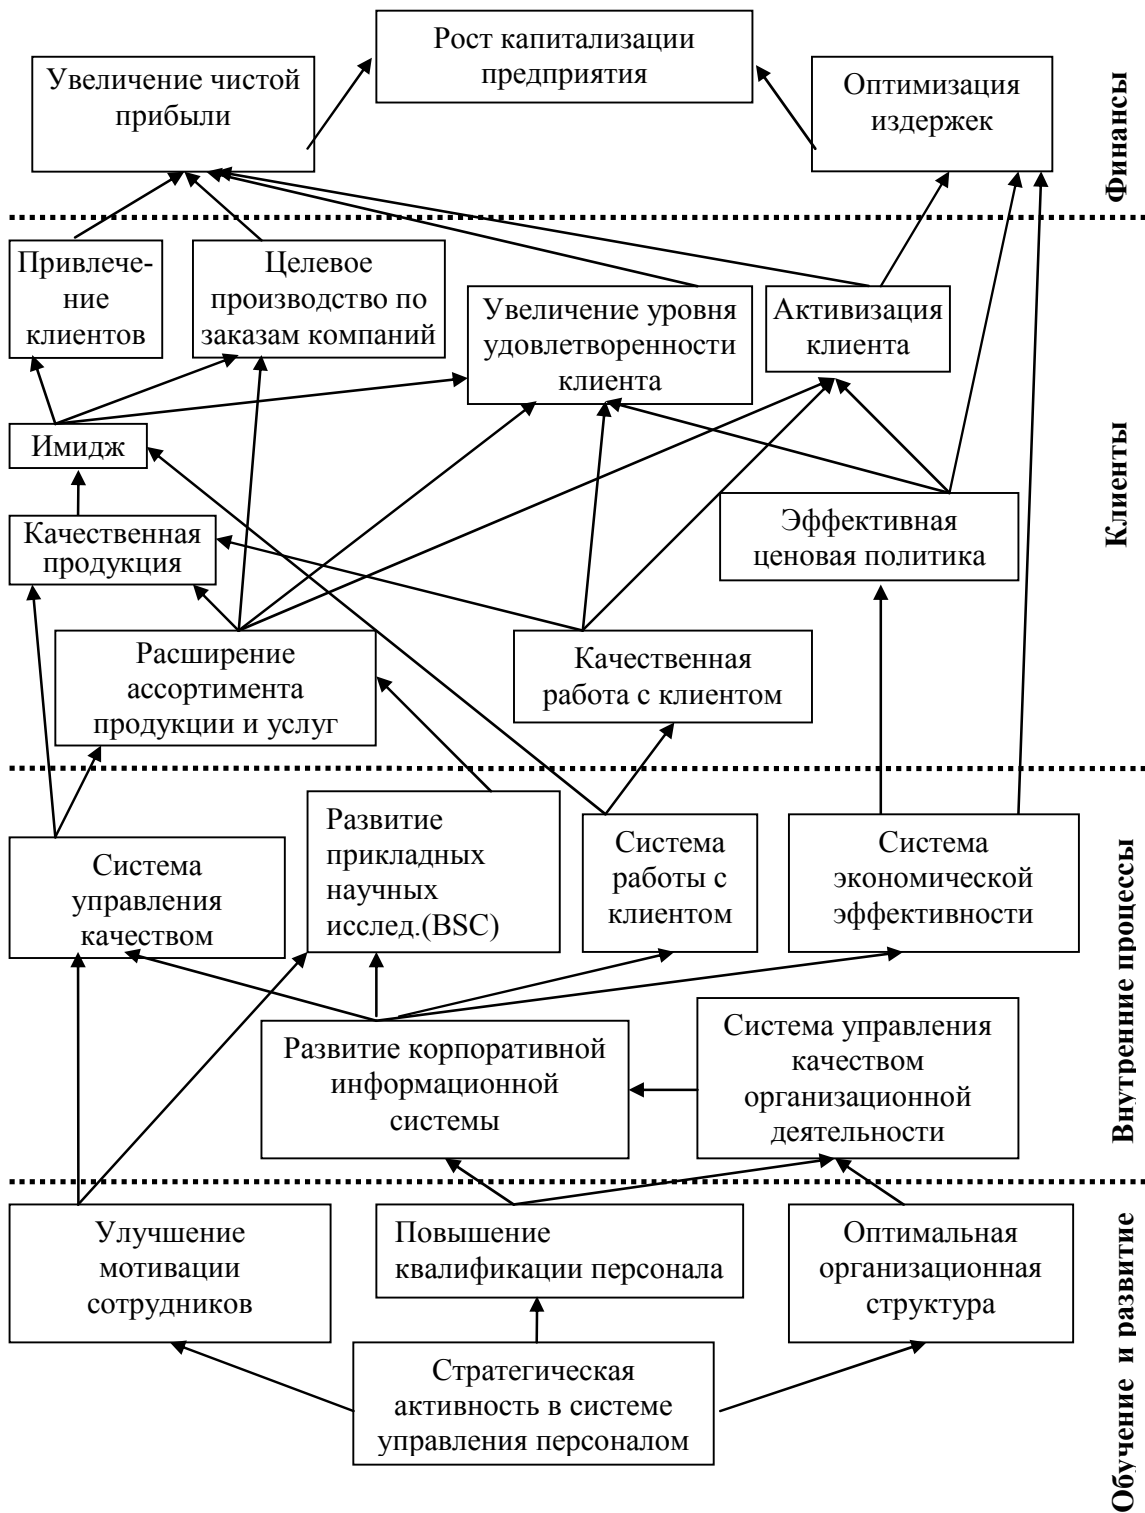 Рост капитализации
предприятия
Увеличение чистой
прибыли
Оптимизация
издержек
Финансы
Привлече-
ние
клиентов
Целевое
производство по
заказам компаний
Увеличение уровня
удовлетворенности
клиента
Активизация
клиента
Имидж
Качественная
продукция
Эффективная
ценовая политика
Клиенты
Расширение
ассортимента
продукции и услуг
Качественная
работа с клиентом
Система
управления
качеством
Развитие
прикладных
научных
исслед.(BSC)
Система
работы с
клиентом
Система
экономической
эффективности
Внутренние процессы
Развитие корпоративной
информационной
системы
Система управления
качеством
организационной
деятельности
Улучшение
мотивации
сотрудников
Повышение
квалификации персонала
Оптимальная
организационная
структура
Обучение и развитие
Стратегическая
активность в системе
управления персоналом